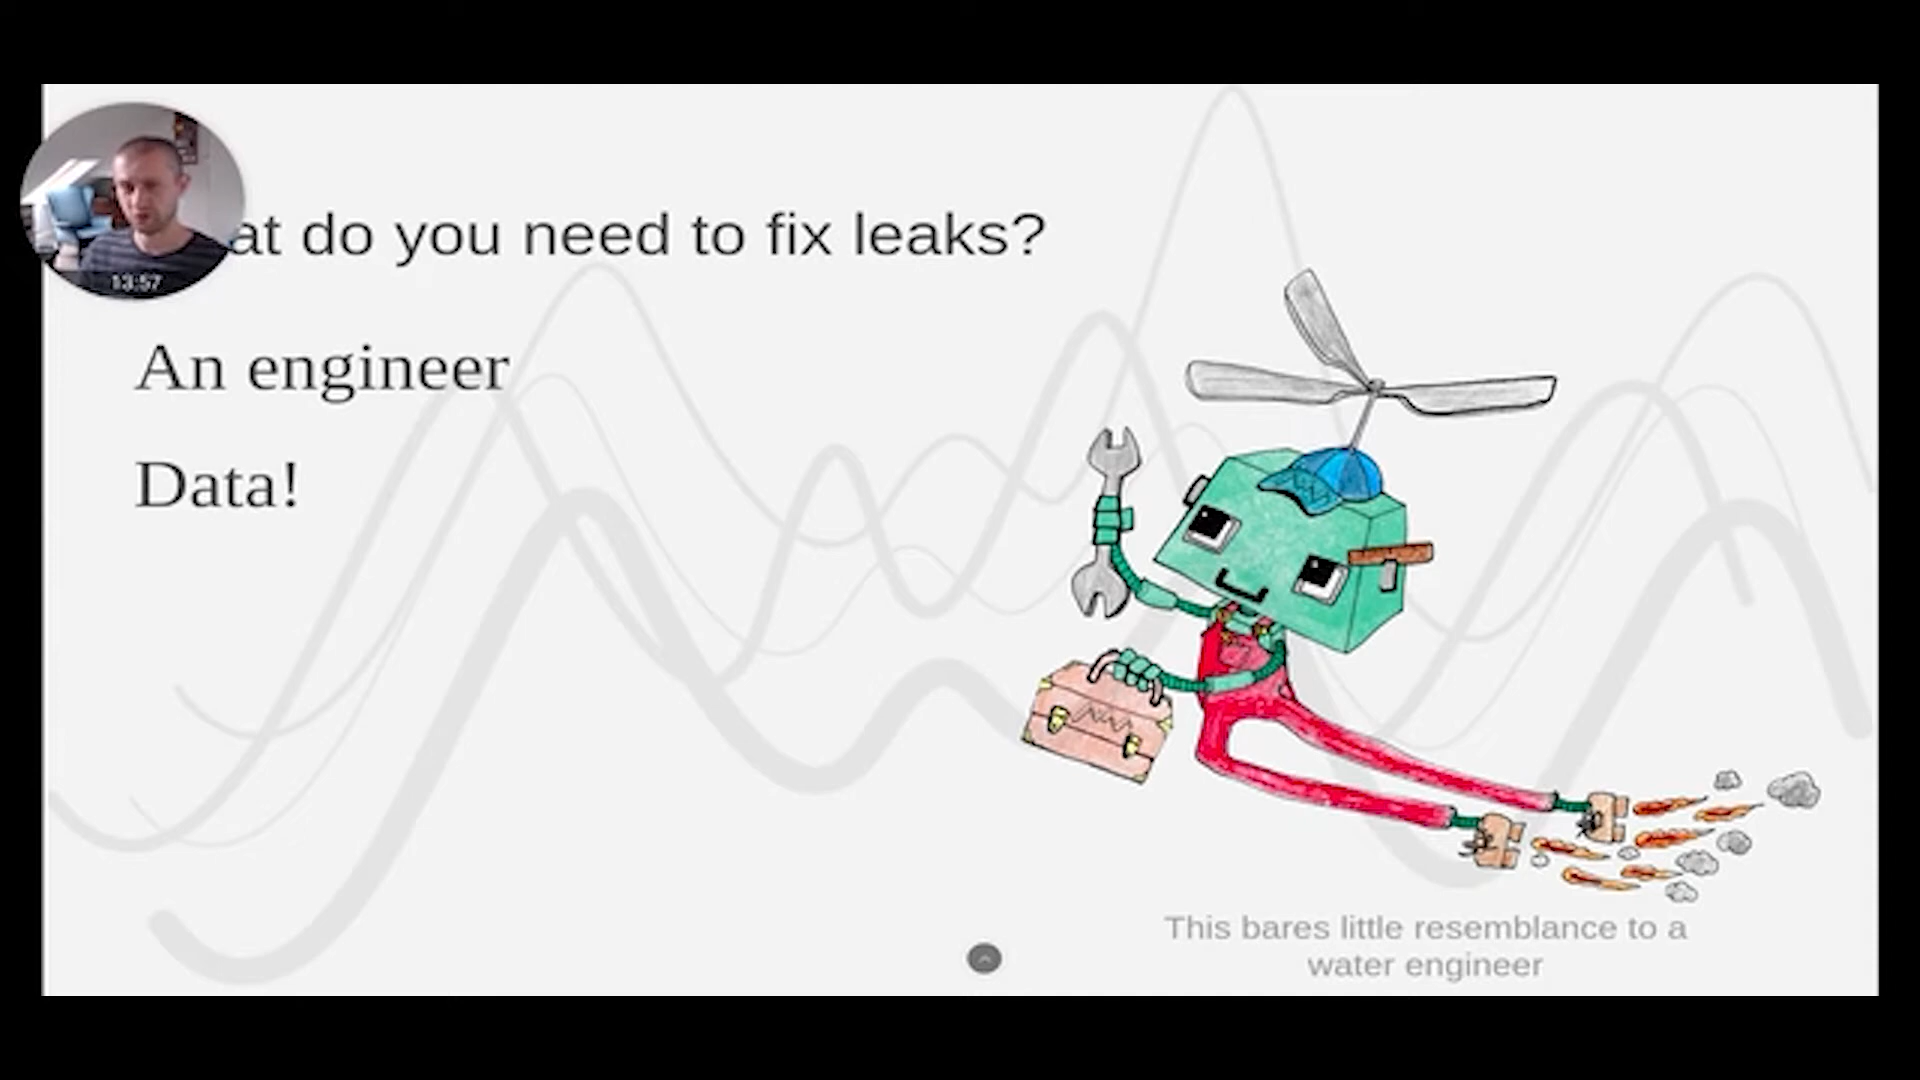 at do you need to fix leaks?
An engineer
Data!
13:57
This bares little resemblance to a
water engineer